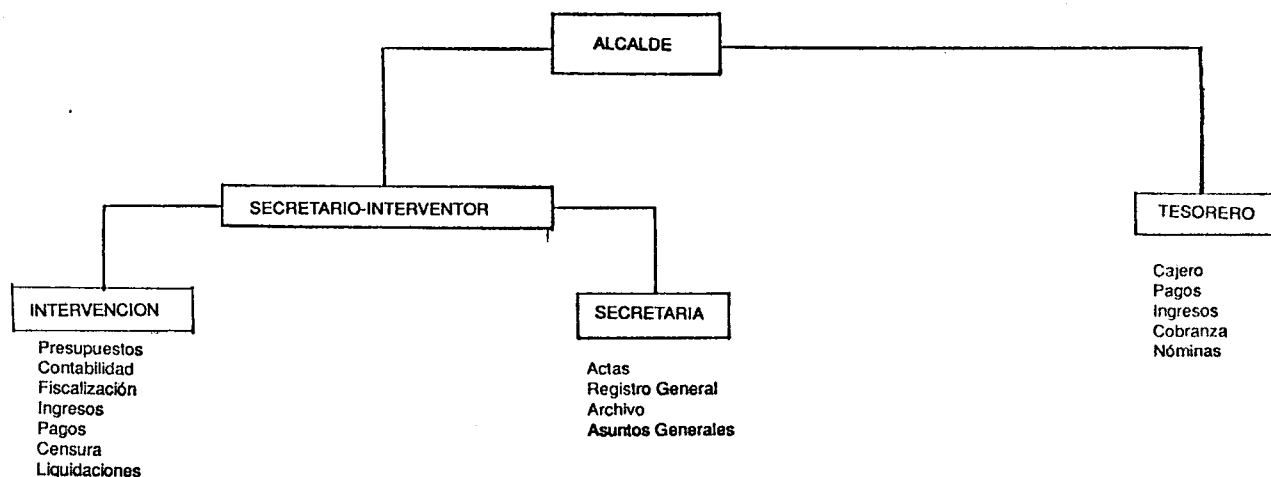 ALCALDE
SECRETARIO-INTERVENTOR
TESORERO
Cajero
Pagos
Ingresos
Cobranza
Nóminas
INTERVENCION
Presupuestos
Contabilidad
Fiscalización
Ingresos
Pagos
Censura
Liquidaciones
SECRETARIA
Actas
Registro General
Archivo
Asuntos Generales